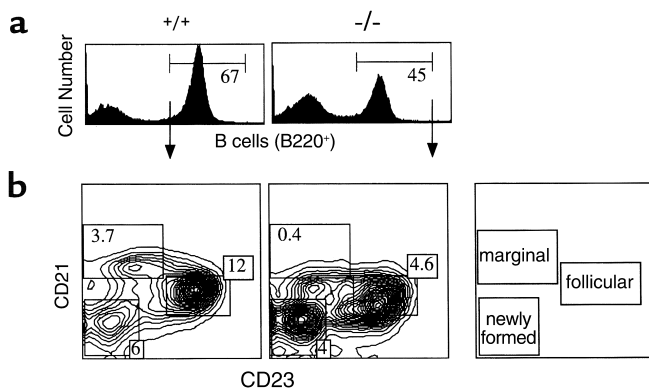 a
+/+
-/-
Cell Number
67
45
B cells (B220⁺)
b
CD21
3.7
12
6
0.4
4.6
4
marginal
follicular
newly
formed
CD23